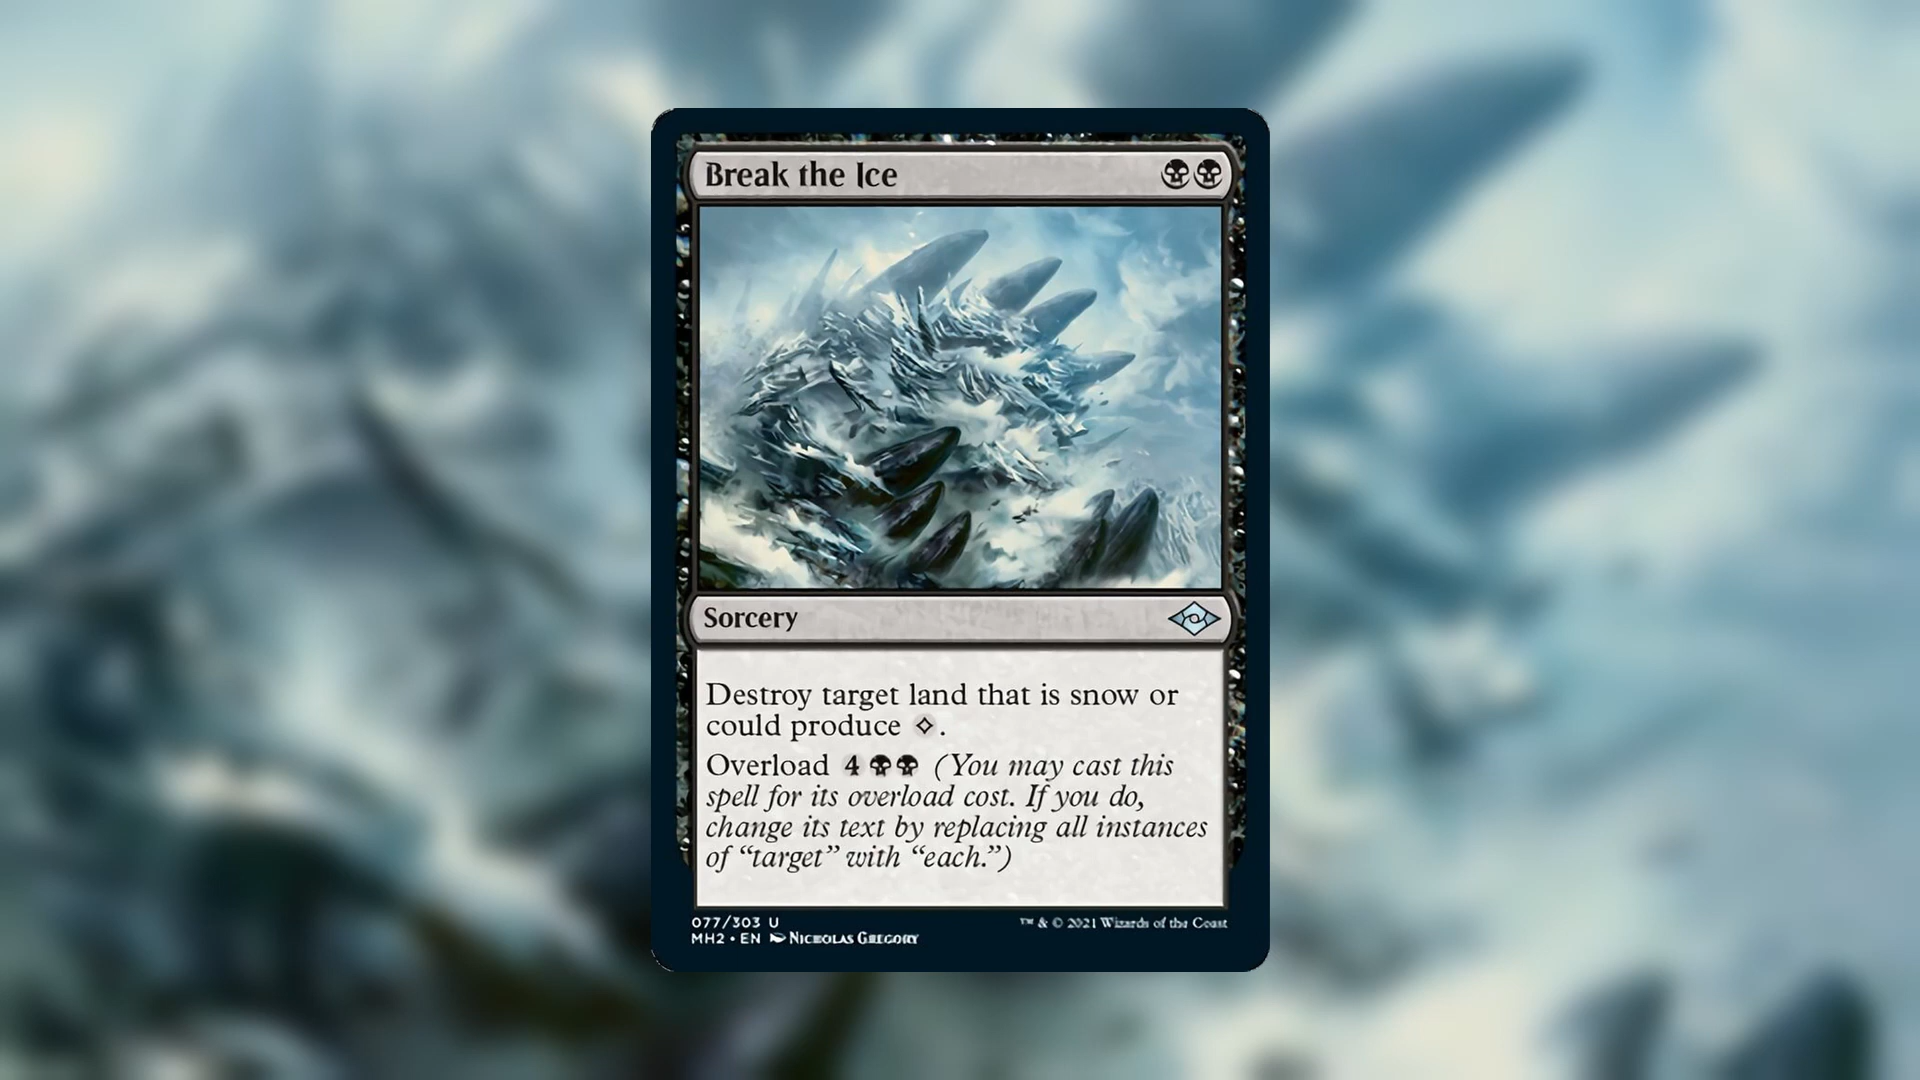 Break the Ice
Sorcery
Destroy target land that is snow or
could produce .
Overload 4 (You may cast this
spell for its overload cost. If you do,
change its text by replacing all instances
of “target” with “each.”)
077/303 U
MH2 • EN Nicholas Gregory
™ & © 2021 Wizards of the Coast